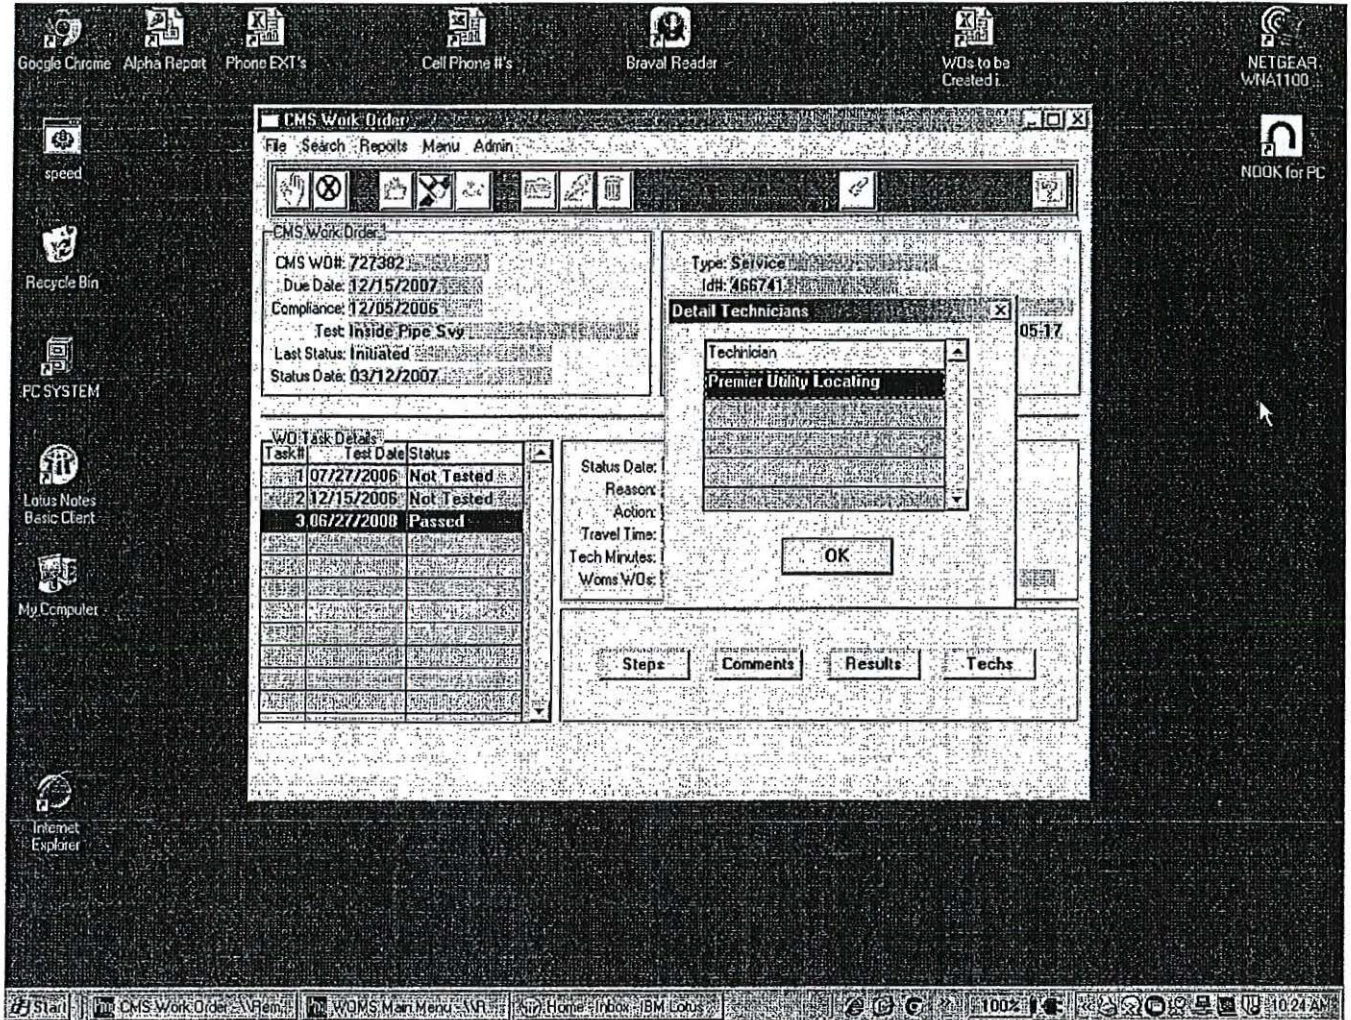 Google Chrome
Alpha Report
Phone EXT's
Cell Phone #'s
Braval Reader
WOs to be
Created i...
NETGEAR
WNA1100 ...
speed
NOOK for PC
Recycle Bin
PC SYSTEM
Lotus Notes
Basic Client
My Computer
Internet
Explorer
CMS Work Order
File Search Reports Menu Admin
CMS Work Order
CMS WO#: 727382
Due Date: 12/15/2007
Compliance: 12/05/2006
Test: Inside Pipe Svy
Last Status: Initiated
Status Date: 03/12/2007
Type: Service
Id#: 466741
05-17
Detail Technicians
Technician
Premier Utility Locating
OK
WO Task Details
Task# Test Date Status
1 07/27/2006 Not Tested
2 12/15/2006 Not Tested
3 06/27/2008 Passed
Status Date:
Reason:
Action:
Travel Time:
Tech Minutes:
Woms WOs:
Steps Comments Results Techs
Start
CMS Work Order - \\Rem...
WOMS Main Menu - \\R...
Home - Inbox - IBM Lotus
100%
10:24 AM